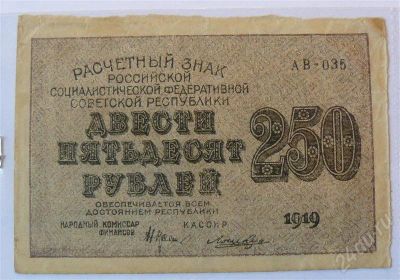 РАСЧЕТНЫЙ ЗНАК
РОССИЙСКОЙ
СОЦИАЛИСТИЧЕСКОЙ ФЕДЕРАТИВНОЙ
СОВЕТСКОЙ РЕСПУБЛИКИ
АВ-035
ДВЕСТИ
ПЯТЬДЕСЯТ
РУБЛЕЙ
250
ОБЕСПЕЧИВАЕТСЯ ВСЕМ
ДОСТОЯНИЕМ РЕСПУБЛИКИ
1919
НАРОДНЫЙ КОМИССАР
ФИНАНСОВ
КАССИР